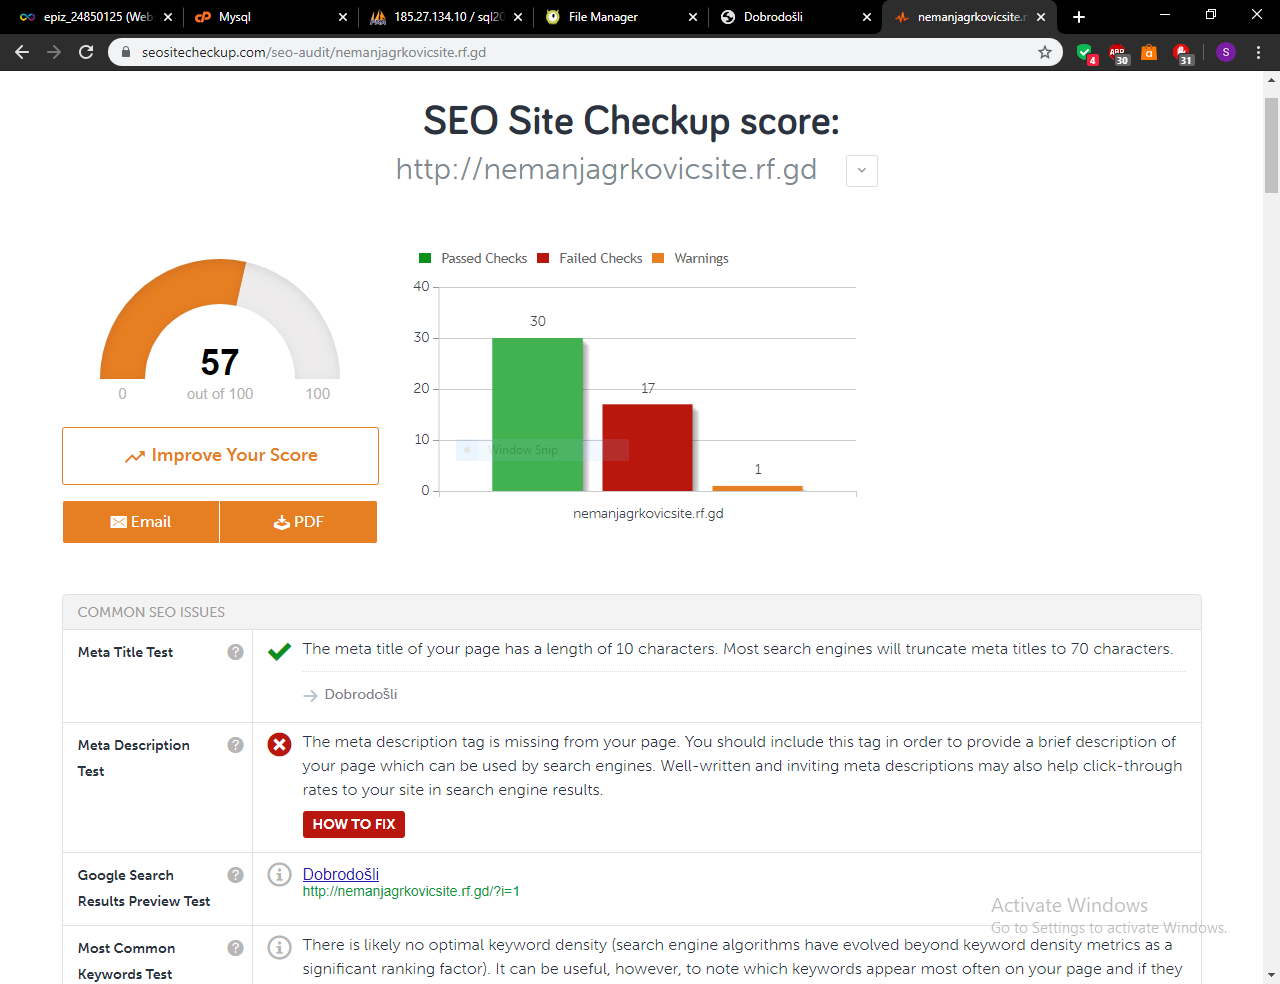 epiz_24850125 (Web
Mysql
185.27.134.10 / sql20
File Manager
Dobrodošli
nemanjagrkovicsite.r
seositecheckup.com/seo-audit/nemanjagrkovicsite.rf.gd
4
ABD
30
a
31
S
SEO Site Checkup score:
http://nemanjagrkovicsite.rf.gd
57
0
out of 100
100
Improve Your Score
Email
PDF
Passed Checks
Failed Checks
Warnings
40
30
20
10
0
30
17
1
Window Snip
nemanjagrkovicsite.rf.gd
COMMON SEO ISSUES
Meta Title Test
?
The meta title of your page has a length of 10 characters. Most search engines will truncate meta titles to 70 characters.
Dobrodošli
Meta Description
Test
?
The meta description tag is missing from your page. You should include this tag in order to provide a brief description of
your page which can be used by search engines. Well-written and inviting meta descriptions may also help click-through
rates to your site in search engine results.
HOW TO FIX
Google Search
Results Preview Test
?
Dobrodošli
http://nemanjagrkovicsite.rf.gd/?i=1
Most Common
Keywords Test
?
There is likely no optimal keyword density (search engine algorithms have evolved beyond keyword density metrics as a
significant ranking factor). It can be useful, however, to note which keywords appear most often on your page and if they
Activate Windows
Go to Settings to activate Windows.